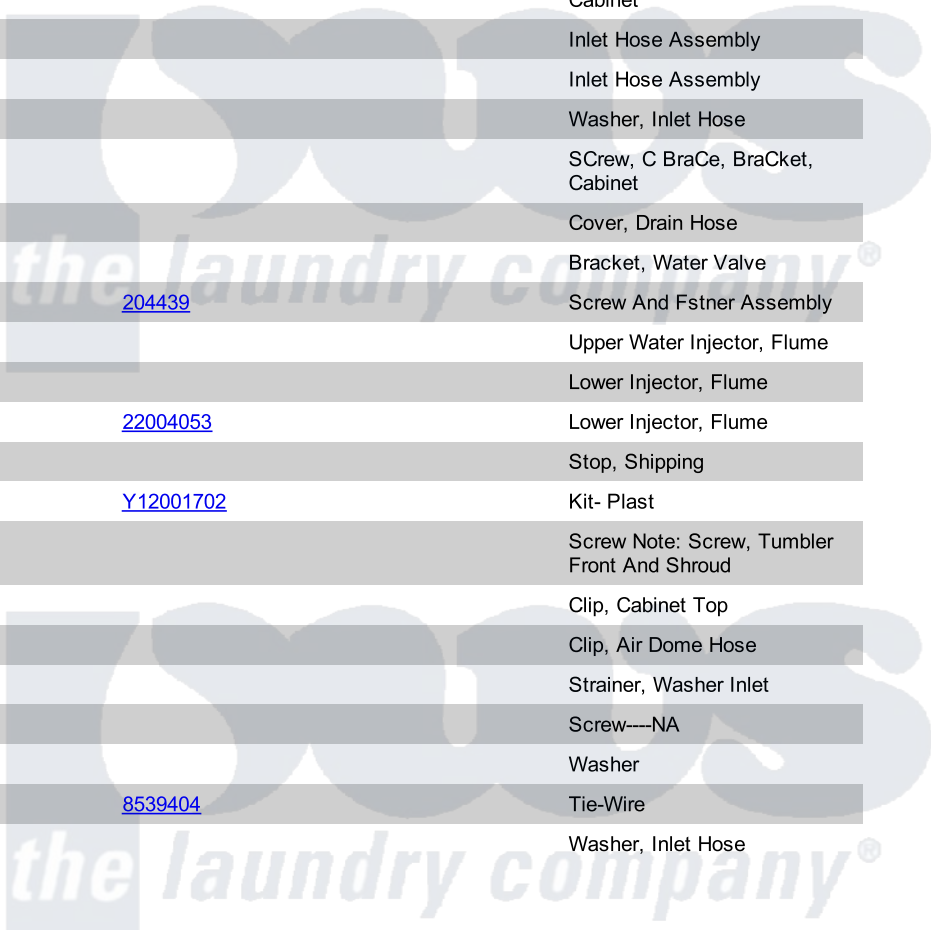 Cabinet
Inlet Hose Assembly
Inlet Hose Assembly
Washer, Inlet Hose
SCrew, C BraCe, BraCket,
Cabinet
Cover, Drain Hose
the laundry company®
Bracket, Water Valve
204439 Screw And Fstner Assembly
Upper Water Injector, Flume
Lower Injector, Flume
22004053 Lower Injector, Flume
Stop, Shipping
Y12001702 Kit- Plast
Screw Note: Screw, Tumbler
Front And Shroud
Clip, Cabinet Top
Clip, Air Dome Hose
Strainer, Washer Inlet
Screw----NA
Washer
8539404 Tie-Wire
Washer, Inlet Hose
the laundry company®